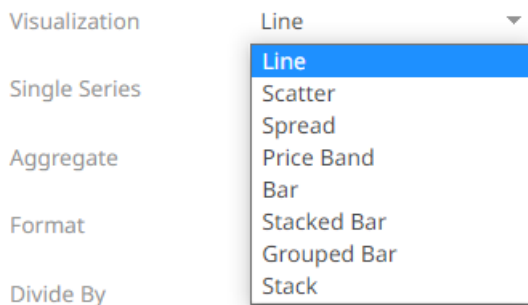 Visualization Line
Line
Single Series Scatter
Spread
Aggregate Price Band
Bar
Format Stacked Bar
Grouped Bar
Divide By Stack